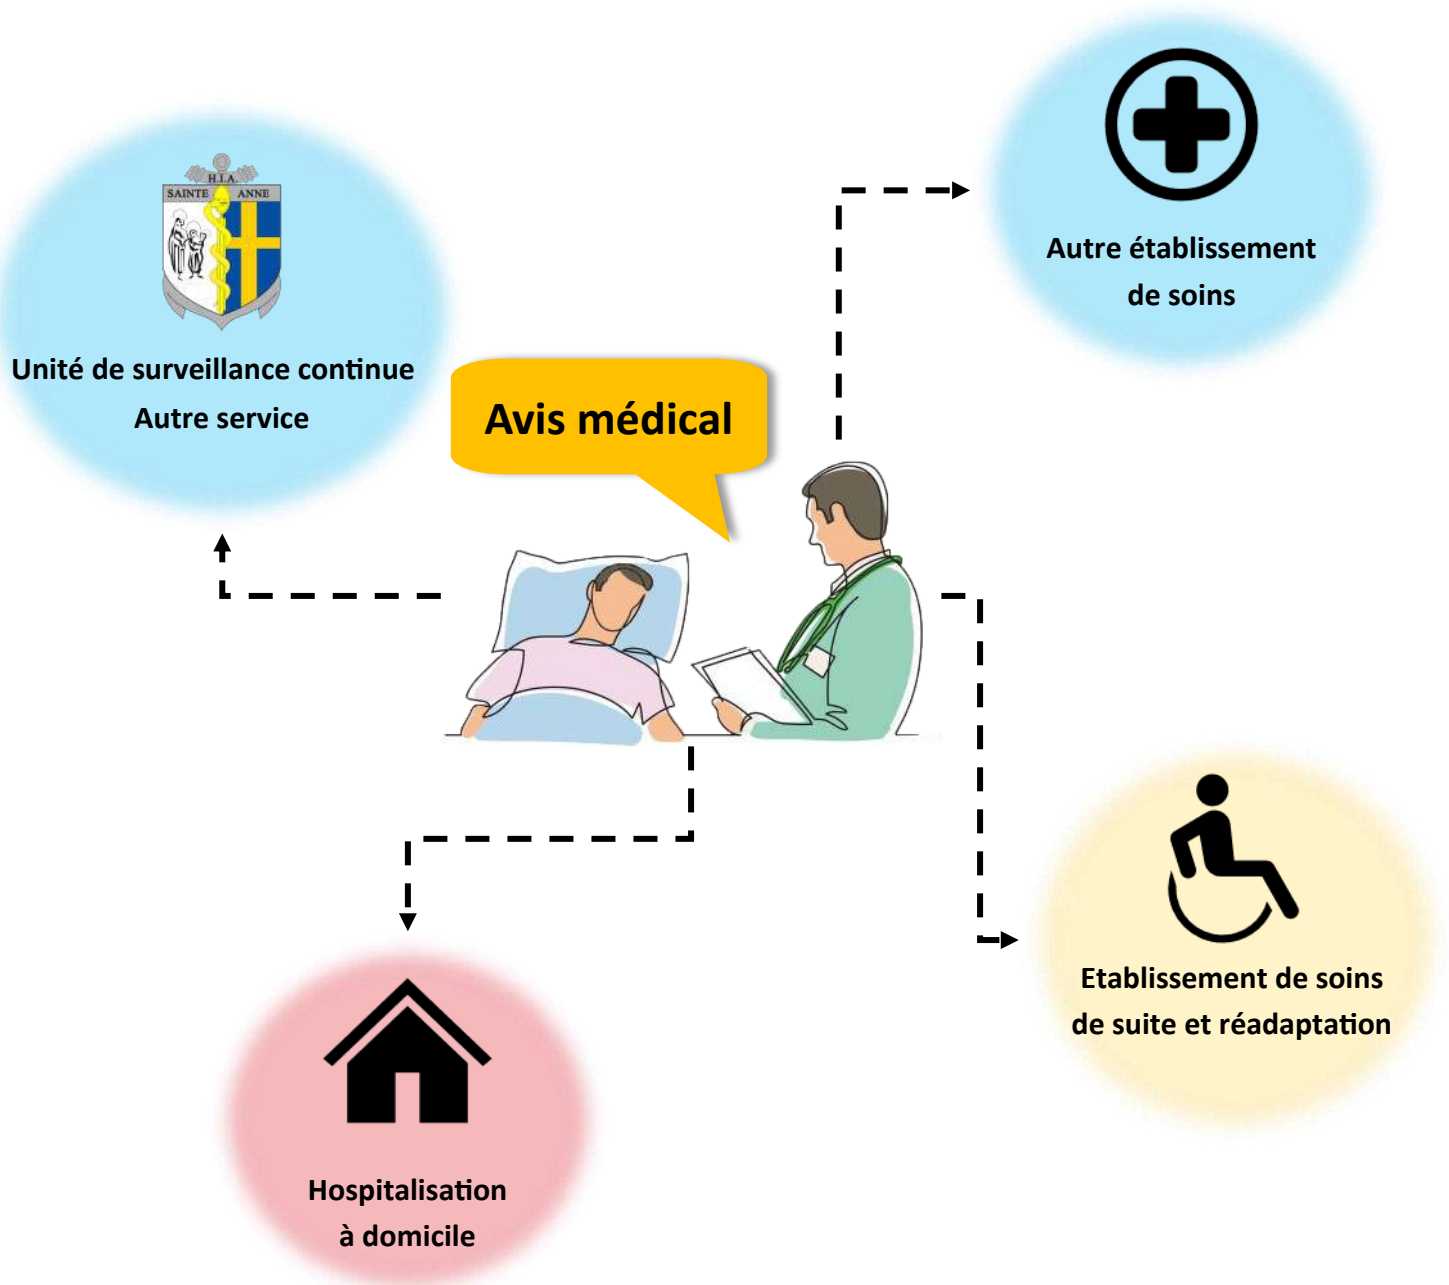 H.I.A.
SAINTE ANNE
Unité de surveillance continue
Autre service
Autre établissement
de soins
Avis médical
Etablissement de soins
de suite et réadaptation
Hospitalisation
à domicile